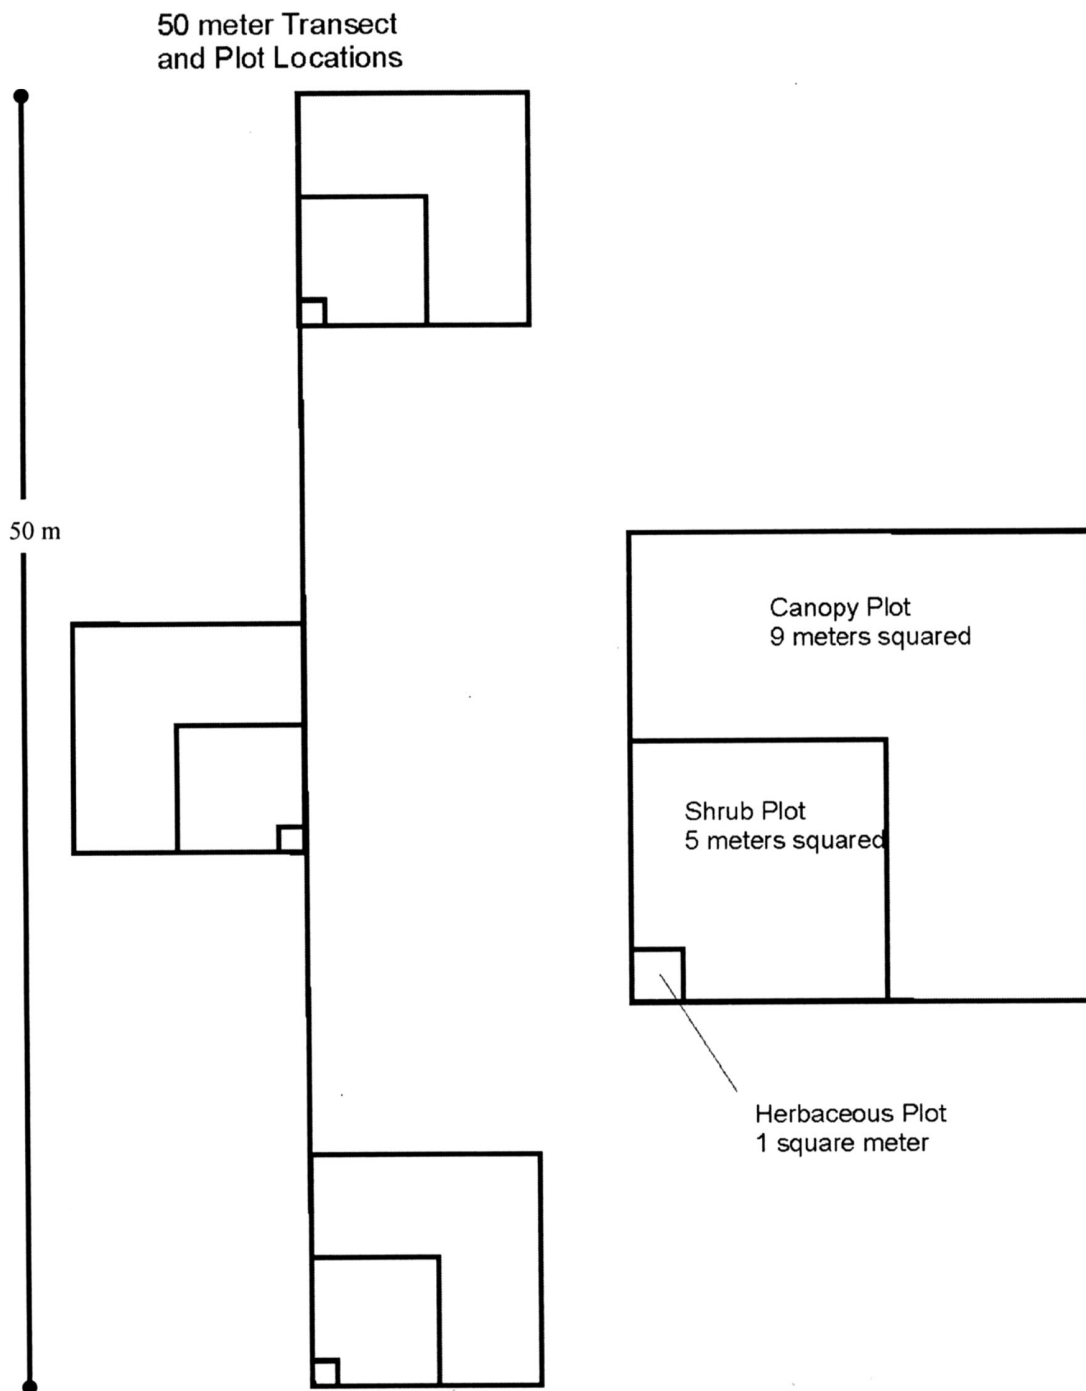 50 meter Transect
and Plot Locations
50 m
Canopy Plot
9 meters squared
Shrub Plot
5 meters squared
Herbaceous Plot
1 square meter